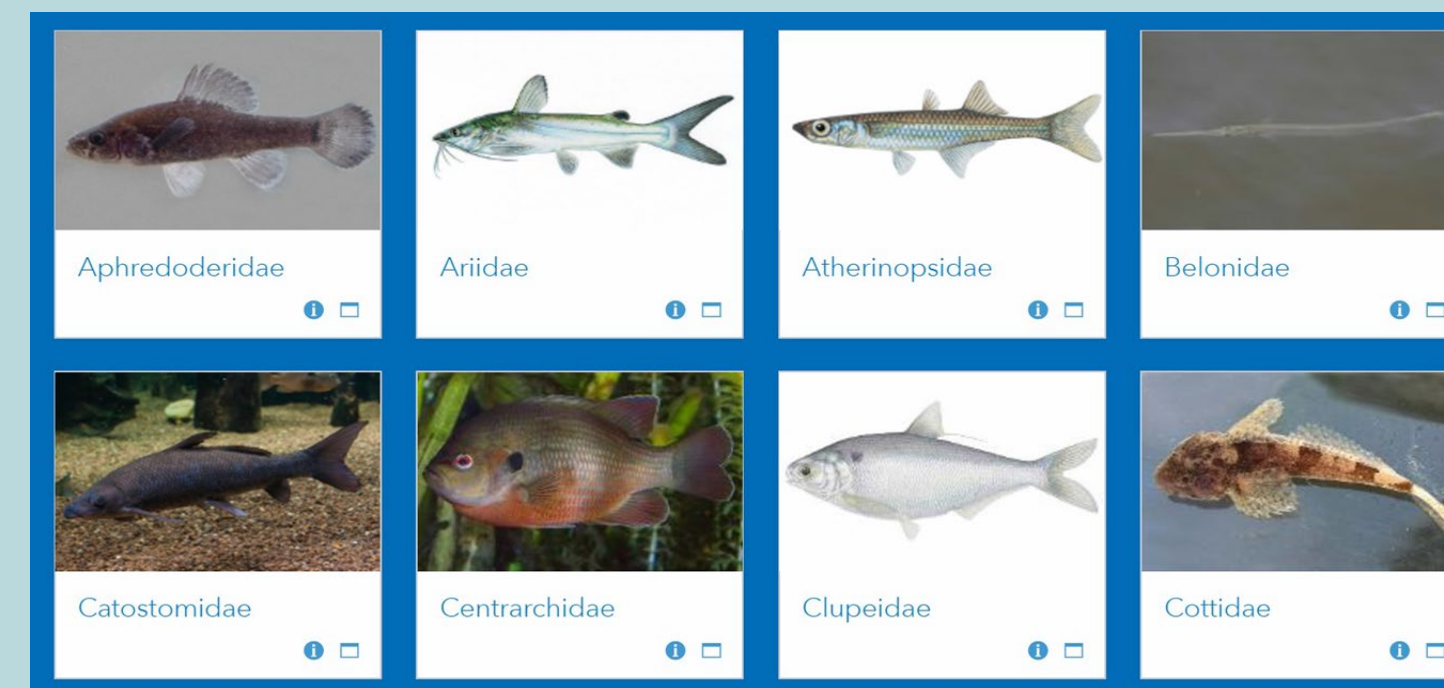 Aphredoderidae
Ariidae
Atherinopsidae
Belonidae
Catostomidae
Centrarchidae
Clupeidae
Cottidae